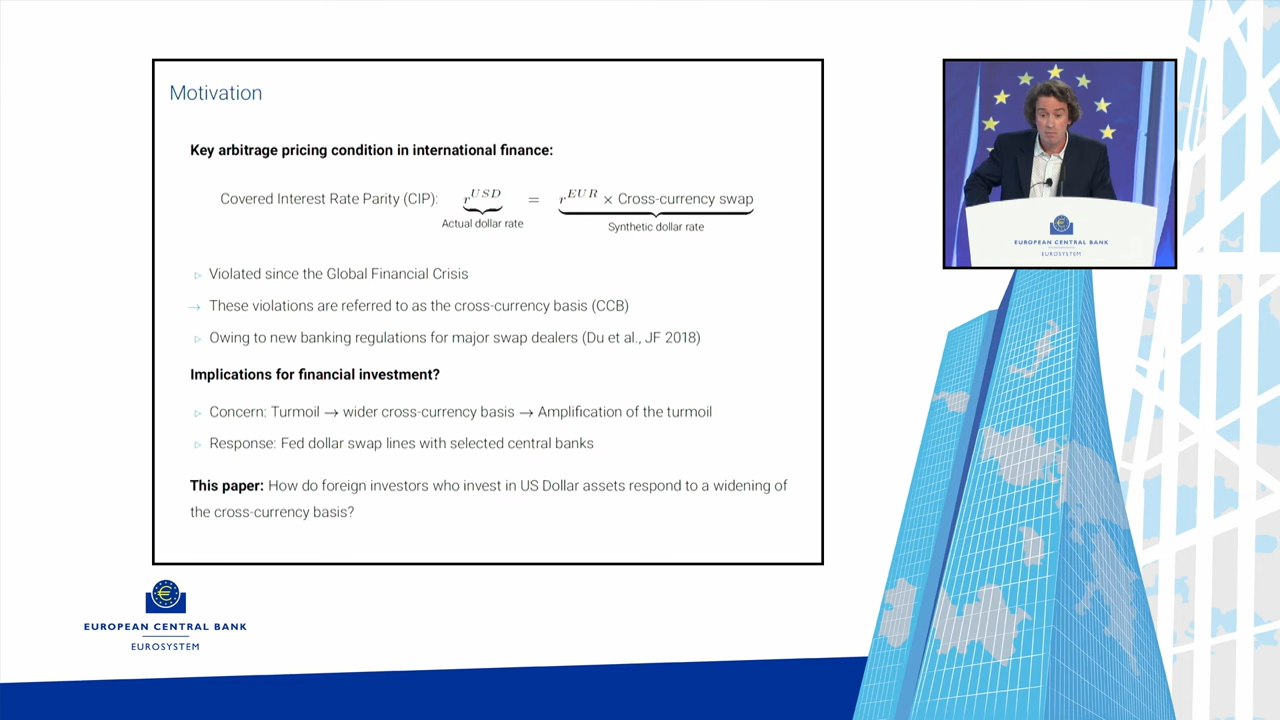 Motivation
Key arbitrage pricing condition in international finance:
Covered Interest Rate Parity (CIP): r^{USD} = r^{EUR} × Cross-currency swap
Actual dollar rate
Synthetic dollar rate
▷ Violated since the Global Financial Crisis
→ These violations are referred to as the cross-currency basis (CCB)
▷ Owing to new banking regulations for major swap dealers (Du et al., JF 2018)
Implications for financial investment?
▷ Concern: Turmoil → wider cross-currency basis → Amplification of the turmoil
▷ Response: Fed dollar swap lines with selected central banks
This paper: How do foreign investors who invest in US Dollar assets respond to a widening of
the cross-currency basis?
EUROPEAN CENTRAL BANK
EUROSYSTEM
EUROPEAN CENTRAL BANK
EUROSYSTEM